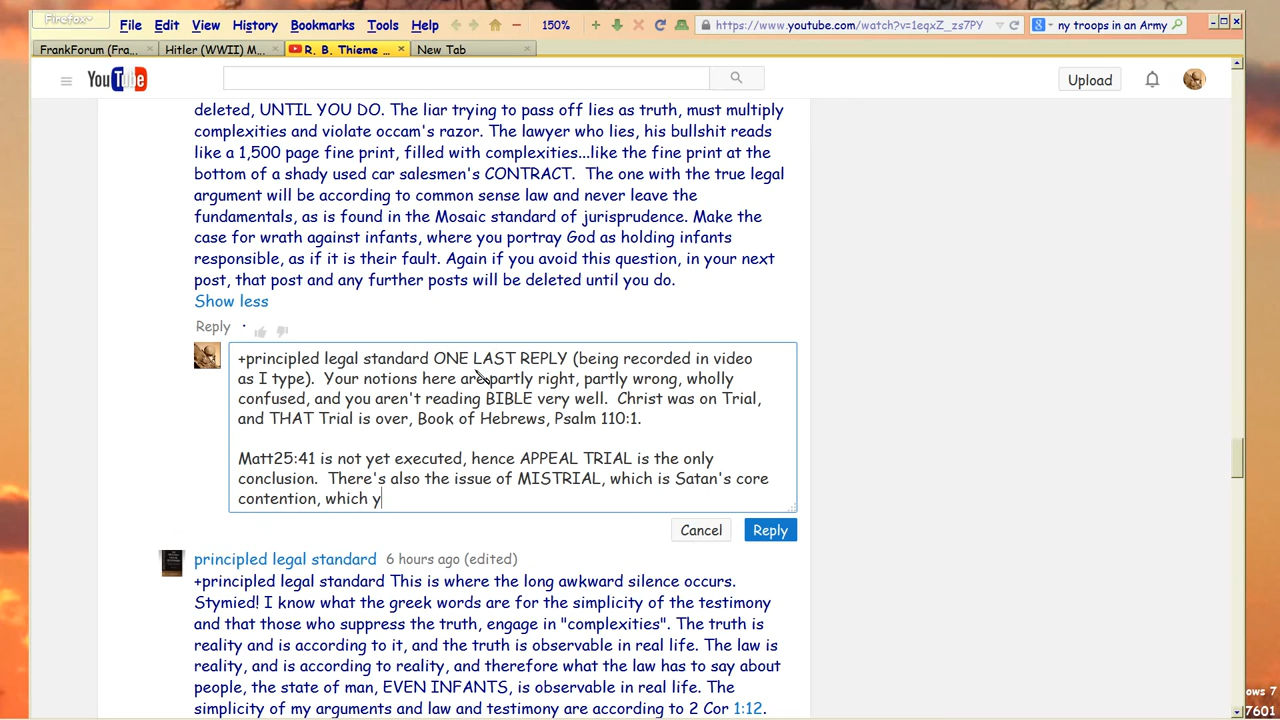 Firefox
File Edit View History Bookmarks Tools Help
150%
https://www.youtube.com/watch?v=1eqxZ_zs7PY
ny troops in an Army
FrankForum (Fra...
Hitler (WWII) M...
R. B. Thieme ...
New Tab
YouTube
Upload
deleted, UNTIL YOU DO. The liar trying to pass off lies as truth, must multiply
complexities and violate occam's razor. The lawyer who lies, his bullshit reads
like a 1,500 page fine print, filled with complexities...like the fine print at the
bottom of a shady used car salesmen's CONTRACT. The one with the true legal
argument will be according to common sense law and never leave the
fundamentals, as is found in the Mosaic standard of jurisprudence. Make the
case for wrath against infants, where you portray God as holding infants
responsible, as if it is their fault. Again if you avoid this question, in your next
post, that post and any further posts will be deleted until you do.
Show less
Reply ·
+principled legal standard ONE LAST REPLY (being recorded in video
as I type). Your notions here are partly right, partly wrong, wholly
confused, and you aren't reading BIBLE very well. Christ was on Trial,
and THAT Trial is over, Book of Hebrews, Psalm 110:1.
Matt25:41 is not yet executed, hence APPEAL TRIAL is the only
conclusion. There's also the issue of MISTRIAL, which is Satan's core
contention, which y
Cancel
Reply
principled legal standard 6 hours ago (edited)
+principled legal standard This is where the long awkward silence occurs.
Stymied! I know what the greek words are for the simplicity of the testimony
and that those who suppress the truth, engage in "complexities". The truth is
reality and is according to it, and the truth is observable in real life. The law is
reality, and is according to reality, and therefore what the law has to say about
people, the state of man, EVEN INFANTS, is observable in real life. The
simplicity of my arguments and law and testimony are according to 2 Cor 1:12.
ows 7
7601